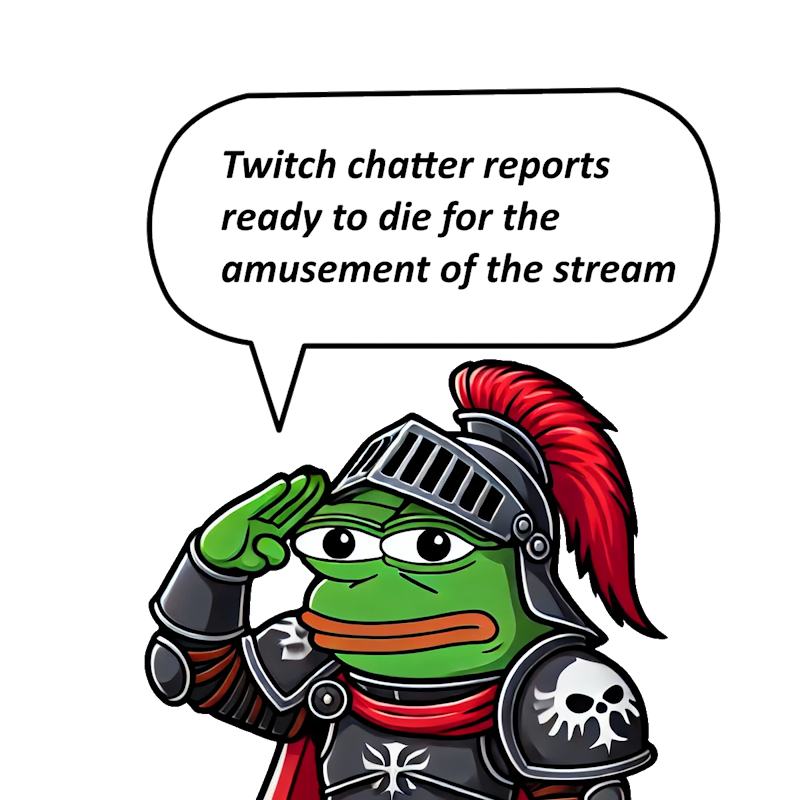 Twitch chatter reports
ready to die for the
amusement of the stream